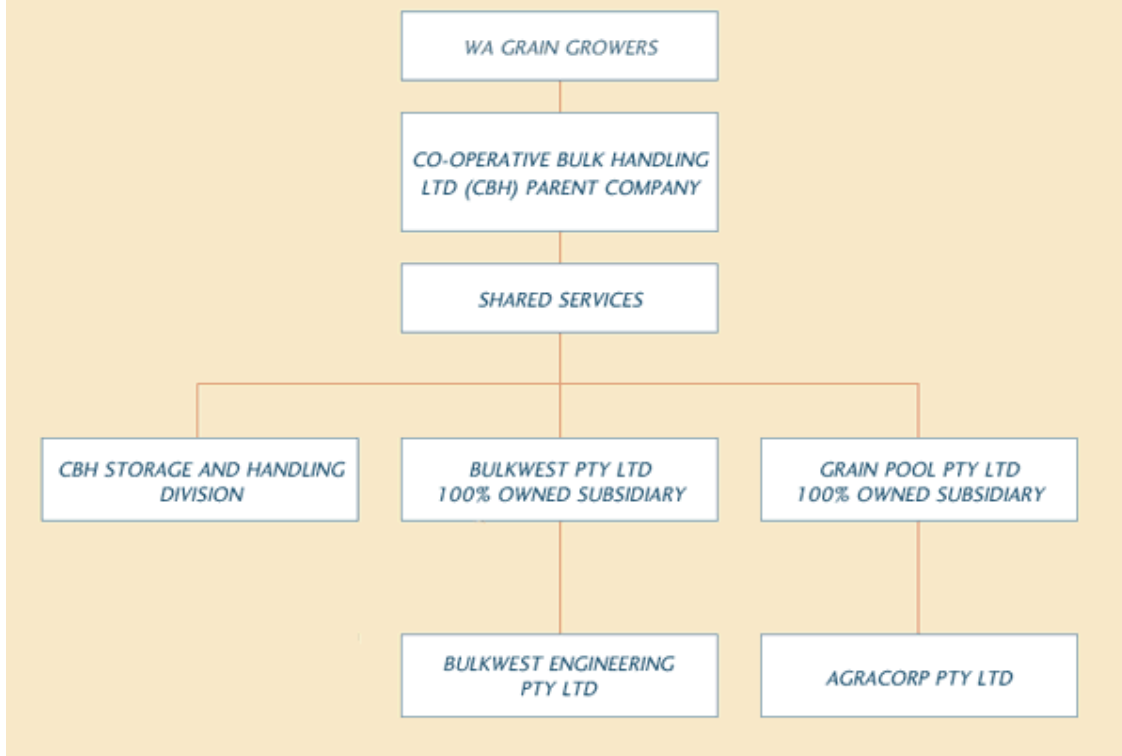 WA GRAIN GROWERS
CO-OPERATIVE BULK HANDLING
LTD (CBH) PARENT COMPANY
SHARED SERVICES
CBH STORAGE AND HANDLING
DIVISION
BULKWEST PTY LTD
100% OWNED SUBSIDIARY
GRAIN POOL PTY LTD
100% OWNED SUBSIDIARY
BULKWEST ENGINEERING
PTY LTD
AGRACORP PTY LTD